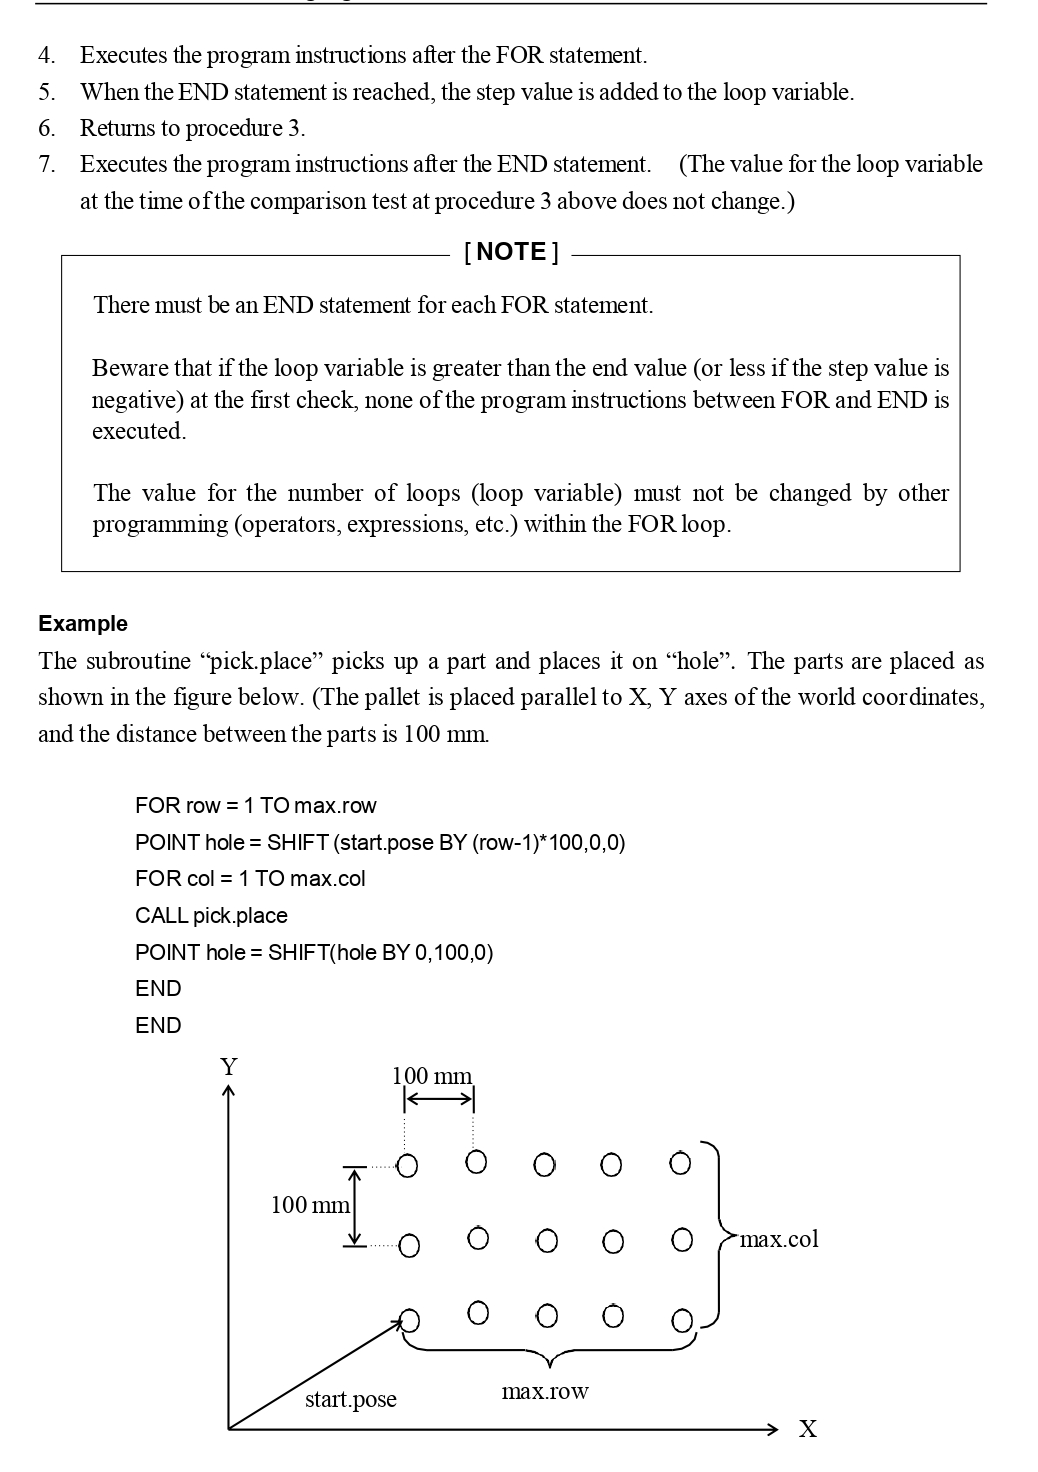 4. Executes the program instructions after the FOR statement.
5. When the END statement is reached, the step value is added to the loop variable.
6. Returns to procedure 3.
7. Executes the program instructions after the END statement. (The value for the loop variable
at the time of the comparison test at procedure 3 above does not change.)
[ NOTE ]
There must be an END statement for each FOR statement.
Beware that if the loop variable is greater than the end value (or less if the step value is
negative) at the first check, none of the program instructions between FOR and END is
executed.
The value for the number of loops (loop variable) must not be changed by other
programming (operators, expressions, etc.) within the FOR loop.
Example
The subroutine “pick.place” picks up a part and places it on “hole”. The parts are placed as
shown in the figure below. (The pallet is placed parallel to X, Y axes of the world coordinates,
and the distance between the parts is 100 mm.
FOR row = 1 TO max.row
POINT hole = SHIFT (start.pose BY (row-1)*100,0,0)
FOR col = 1 TO max.col
CALL pick.place
POINT hole = SHIFT(hole BY 0,100,0)
END
END
Y
100 mm
100 mm
max.col
max.row
start.pose
X